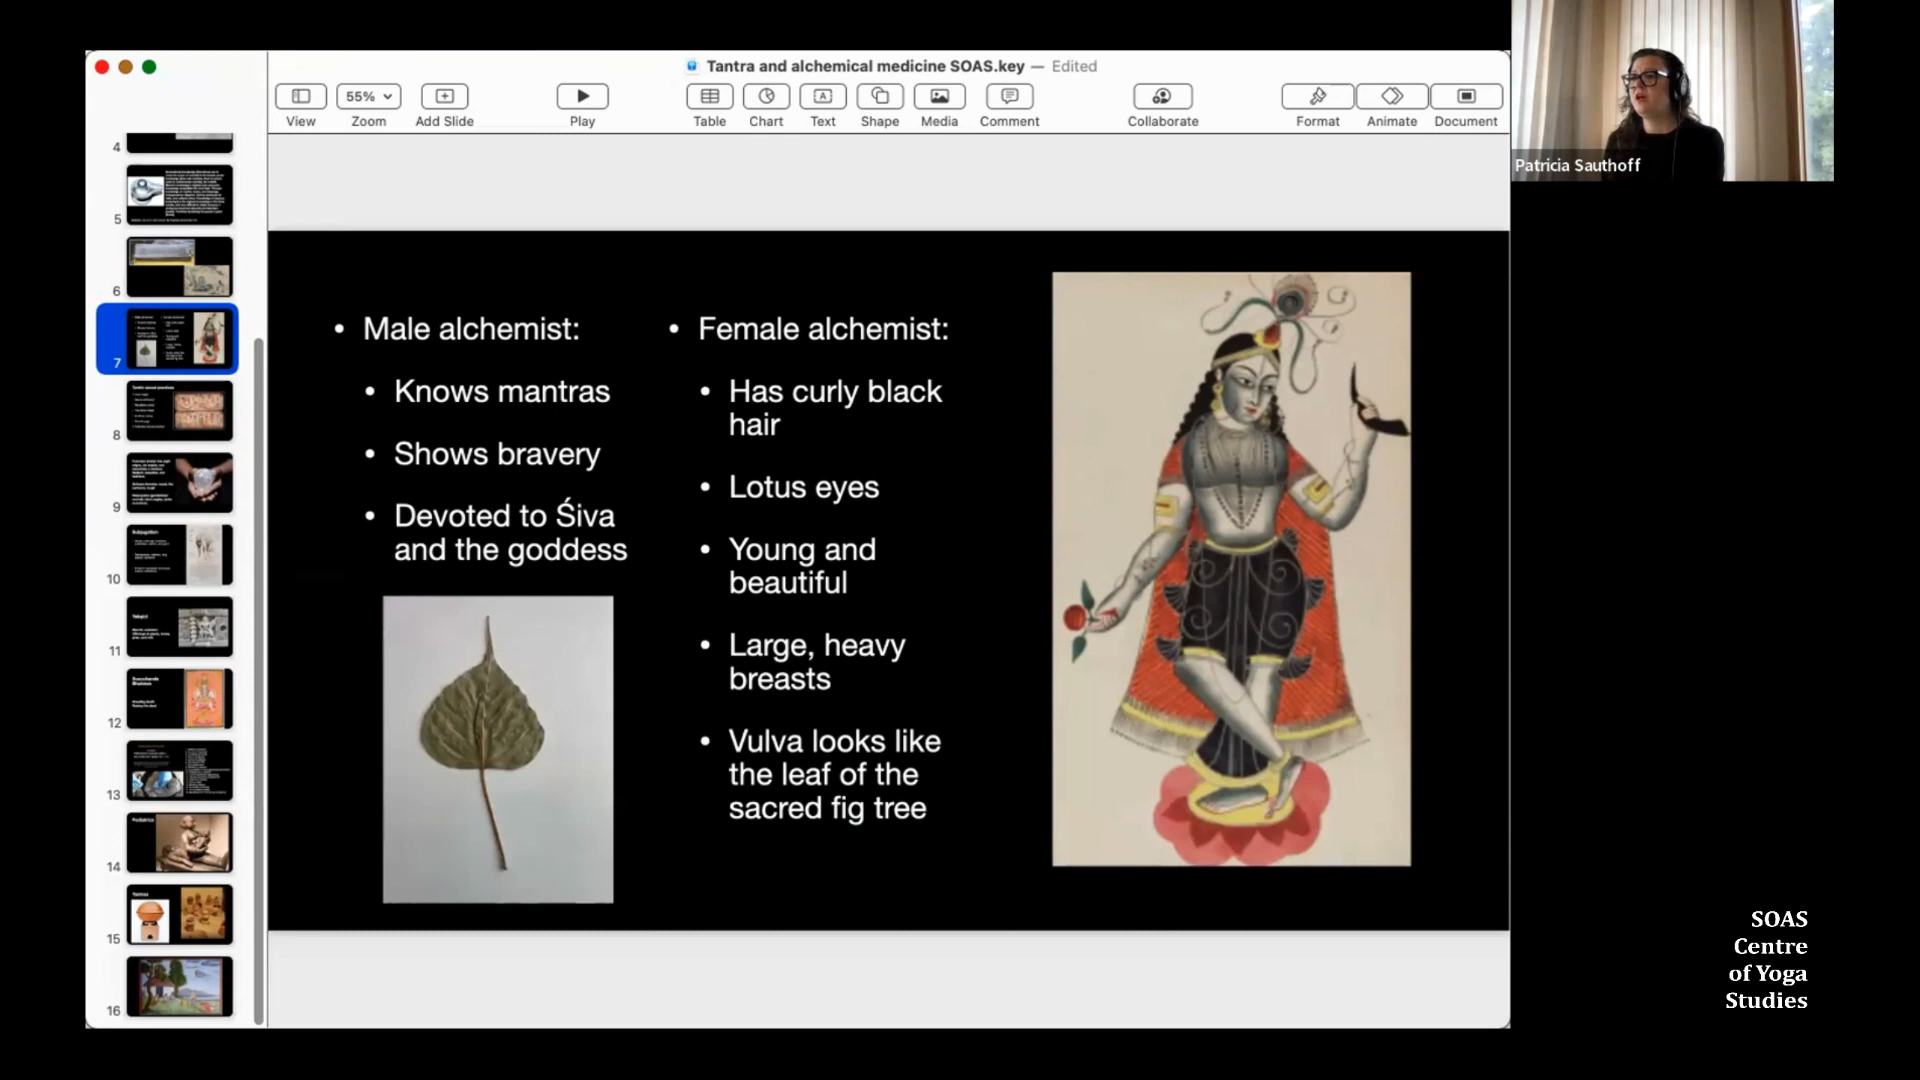 Tantra and alchemical medicine SOAS.key — Edited
55%
View
Zoom
Add Slide
Play
Table
Chart
Text
Shape
Media
Comment
Collaborate
Format
Animate
Document
4
5
6
7
8
9
10
11
12
13
14
15
16
• Male alchemist:
• Knows mantras
• Shows bravery
• Devoted to Śiva
and the goddess
• Female alchemist:
• Has curly black
hair
• Lotus eyes
• Young and
beautiful
• Large, heavy
breasts
• Vulva looks like
the leaf of the
sacred fig tree
Patricia Sauthoff
SOAS
Centre
of Yoga
Studies